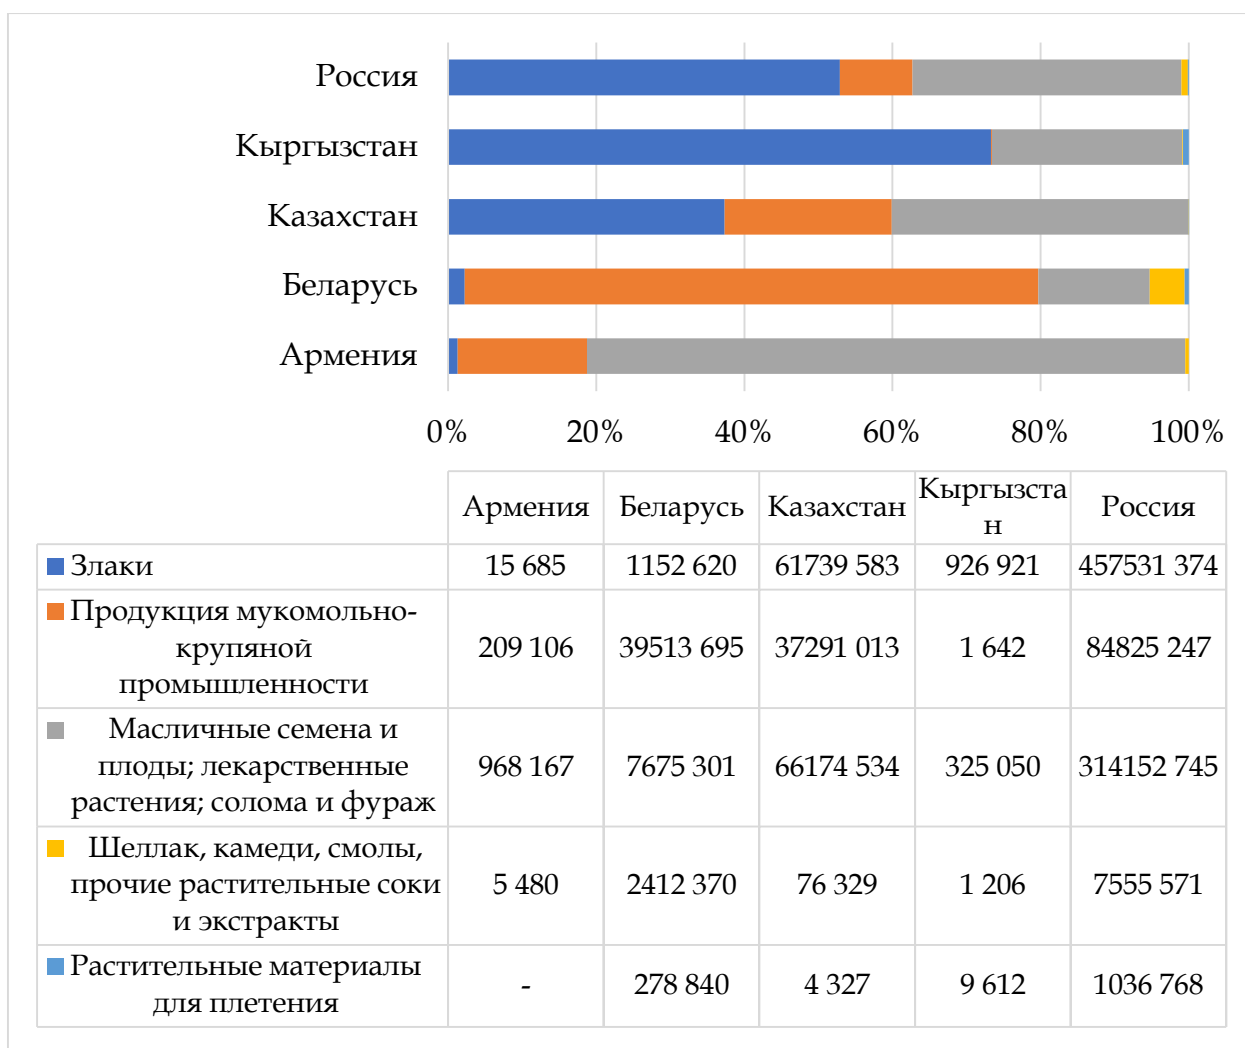 Россия
Кыргызстан
Казахстан
Беларусь
Армения
0% 20% 40% 60% 80% 100%
Армения Беларусь Казахстан Кыргызста
н Россия
Злаки 15 685 1152 620 61739 583 926 921 457531 374
Продукция мукомольно-
крупяной
промышленности
209 106 39513 695 37291 013 1 642 84825 247
Масличные семена и
плоды; лекарственные
растения; солома и фураж
968 167 7675 301 66174 534 325 050 314152 745
Шеллак, камеди, смолы,
прочие растительные соки
и экстракты
5 480 2412 370 76 329 1 206 7555 571
Растительные материалы
для плетения
- 278 840 4 327 9 612 1036 768